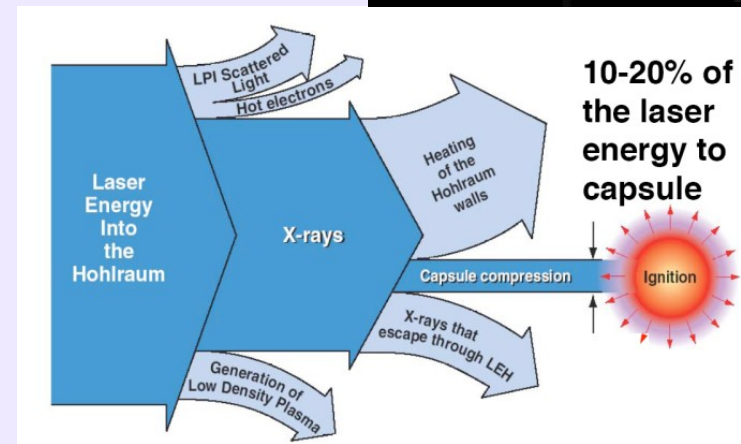 LPI Scattered
Light
Hot electrons
10-20% of
the laser
energy to
capsule
Heating
of the
Hohlraum
walls
Laser
Energy
Into
the
Hohlraum
X-rays
Capsule compression
Ignition
X-rays that
escape through LEH
Generation of
Low Density Plasma